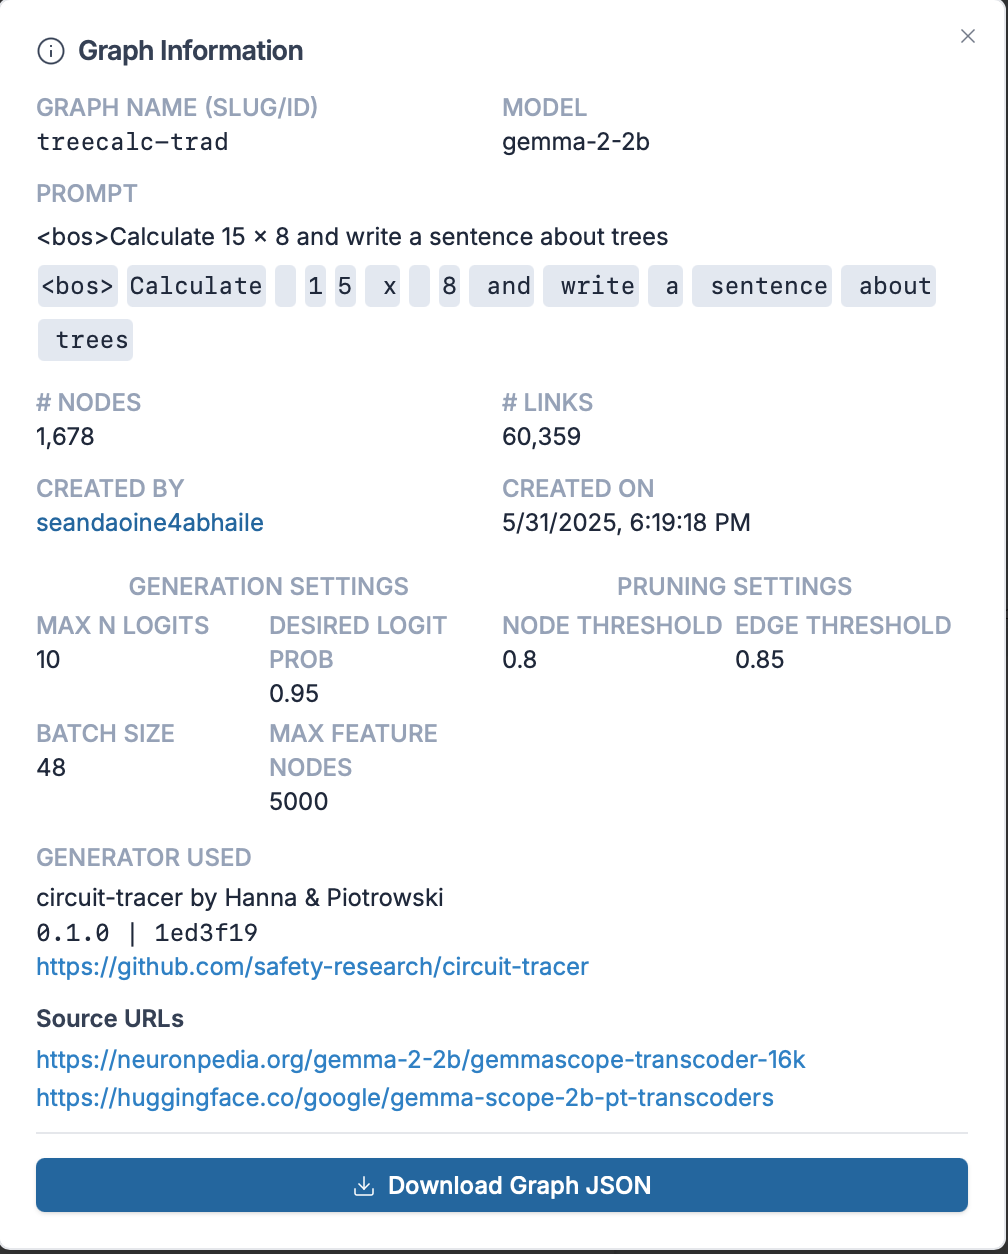 Graph Information
GRAPH NAME (SLUG/ID) MODEL
treecalc-trad gemma-2-2b
PROMPT
<bos>Calculate 15 × 8 and write a sentence about trees
<bos> Calculate 1 5 x 8 and write a sentence about
trees
# NODES # LINKS
1,678 60,359
CREATED BY CREATED ON
seandaoine4abhaile 5/31/2025, 6:19:18 PM
GENERATION SETTINGS PRUNING SETTINGS
MAX N LOGITS DESIRED LOGIT NODE THRESHOLD EDGE THRESHOLD
10 PROB 0.8 0.85
0.95
BATCH SIZE MAX FEATURE
48 NODES
5000
GENERATOR USED
circuit-tracer by Hanna & Piotrowski
0.1.0 | 1ed3f19
https://github.com/safety-research/circuit-tracer
Source URLs
https://neuronpedia.org/gemma-2-2b/gemmascope-transcoder-16k
https://huggingface.co/google/gemma-scope-2b-pt-transcoders
Download Graph JSON